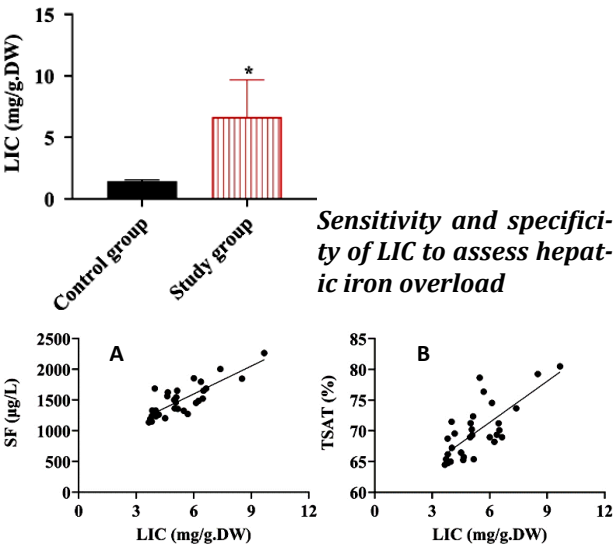 15
10
5
0
LIC (mg/g.DW)
*
Control group
Study group
Sensitivity and specifici-
ty of LIC to assess hepat-
ic iron overload
A
2500
2000
1500
1000
500
0
SF (µg/L)
0 3 6 9 12
LIC (mg/g.DW)
B
85
80
75
70
65
60
TSAT (%)
0 3 6 9 12
LIC (mg/g.DW)